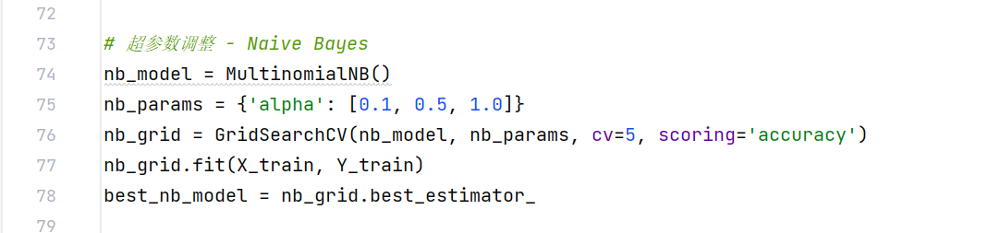 72
73 # 超参数调整 - Naive Bayes
74 nb_model = MultinomialNB()
75 nb_params = {'alpha': [0.1, 0.5, 1.0]}
76 nb_grid = GridSearchCV(nb_model, nb_params, cv=5, scoring='accuracy')
77 nb_grid.fit(X_train, Y_train)
78 best_nb_model = nb_grid.best_estimator_
79